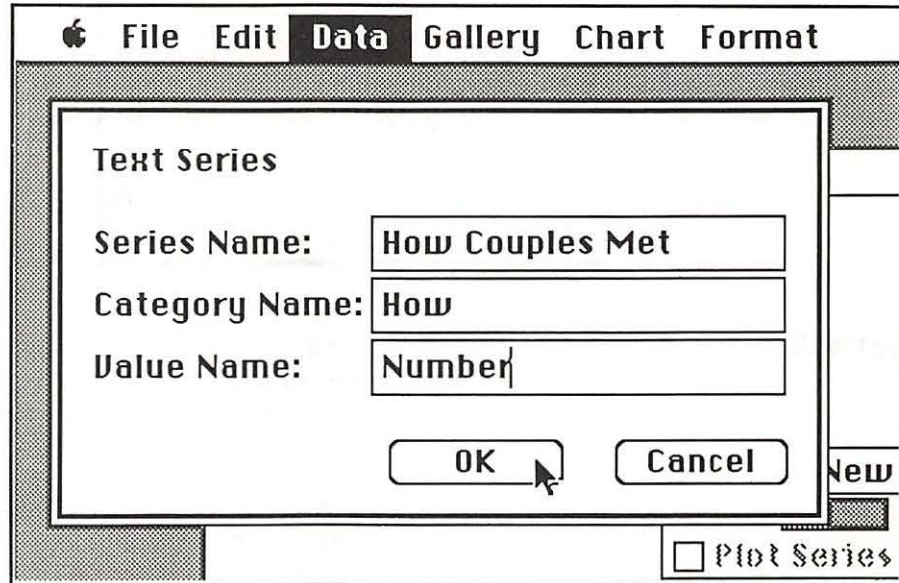 File Edit Data Gallery Chart Format
Text Series
Series Name: How Couples Met
Category Name: How
Value Name: Number
OK Cancel
New
Plot Series